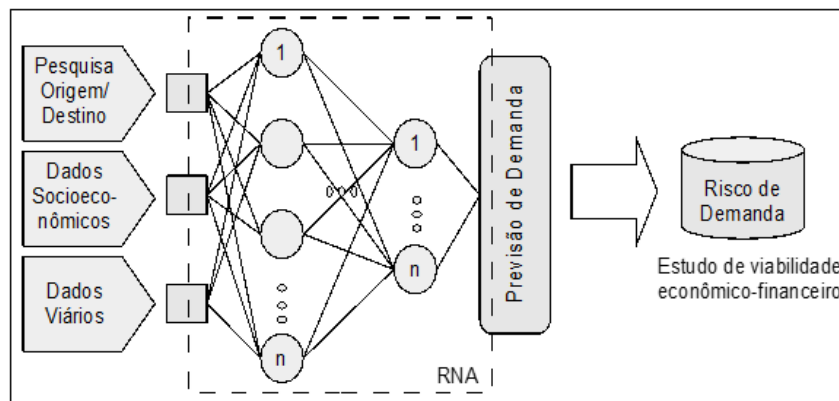 Pesquisa
Origem/
Destino
Dados
Socioeco-
nômicos
Dados
Viários
1
n
1
n
RNA
Previsão de Demanda
Risco de
Demanda
Estudo de viabilidade
econômico-financeiro